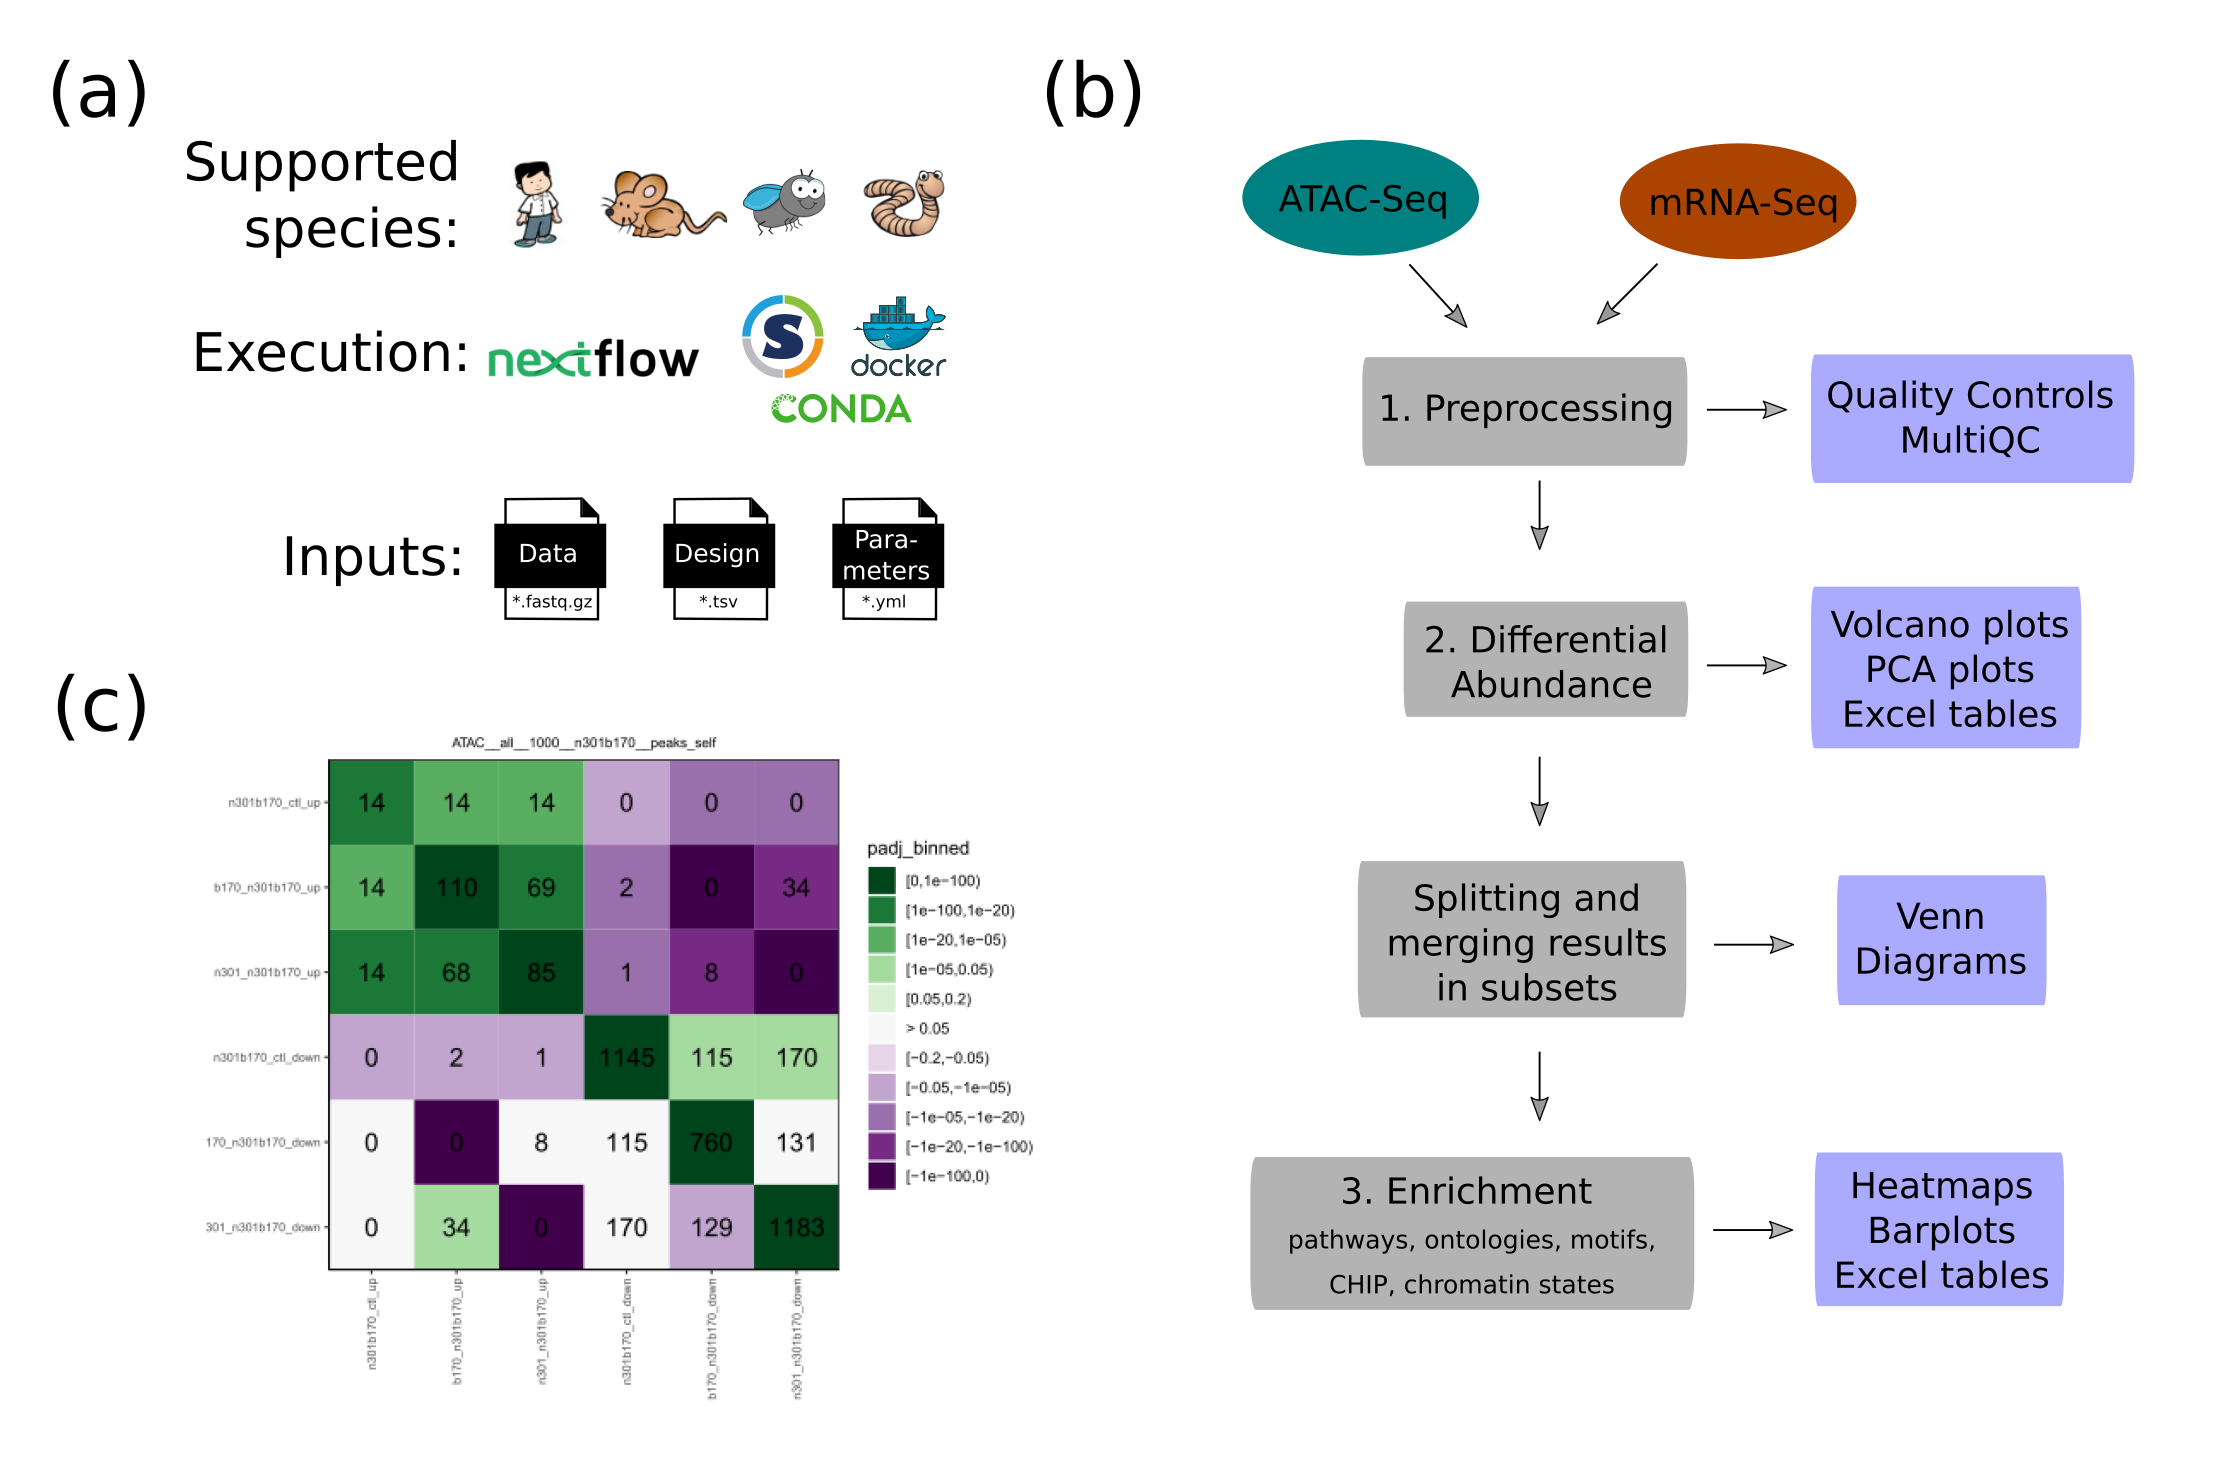 (a)
Supported
species:
Execution:
nextflow
S
docker
CONDA
Inputs:
Data
*.fastq.gz
Design
*.tsv
Para-
meters
*.yml
(b)
ATAC-Seq
mRNA-Seq
1. Preprocessing
Quality Controls
MultiQC
2. Differential
Abundance
Volcano plots
PCA plots
Excel tables
Splitting and
merging results
in subsets
Venn
Diagrams
3. Enrichment
pathways, ontologies, motifs,
CHIP, chromatin states
Heatmaps
Barplots
Excel tables
(c)
ATAC__all__1000__n301b170__peaks_self
n301b170_ctl_up 14 14 14 0 0 0
b170_n301b170_up 14 110 69 2 0 34
n301_n301b170_up 14 68 85 1 8 0
n301b170_ctl_down 0 2 1 1145 115 170
170_n301b170_down 0 0 8 115 760 131
301_n301b170_down 0 34 0 170 129 1183
n301b170_ctl_up
b170_n301b170_up
n301_n301b170_up
n301b170_ctl_down
b170_n301b170_down
n301_n301b170_down
padj_binned
[0,1e−100)
[1e−100,1e−20)
[1e−20,1e−05)
[1e−05,0.05)
[0.05,0.2)
> 0.05
[−0.2,−0.05)
[−0.05,−1e−05)
[−1e−05,−1e−20)
[−1e−20,−1e−100)
[−1e−100,0)